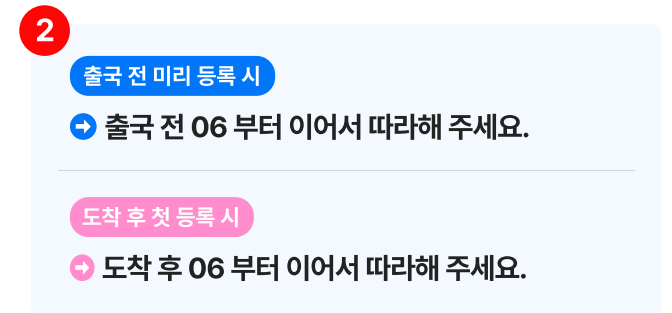 2
출국 전 미리 등록 시
출국 전 06 부터 이어서 따라해 주세요.
도착 후 첫 등록 시
도착 후 06 부터 이어서 따라해 주세요.